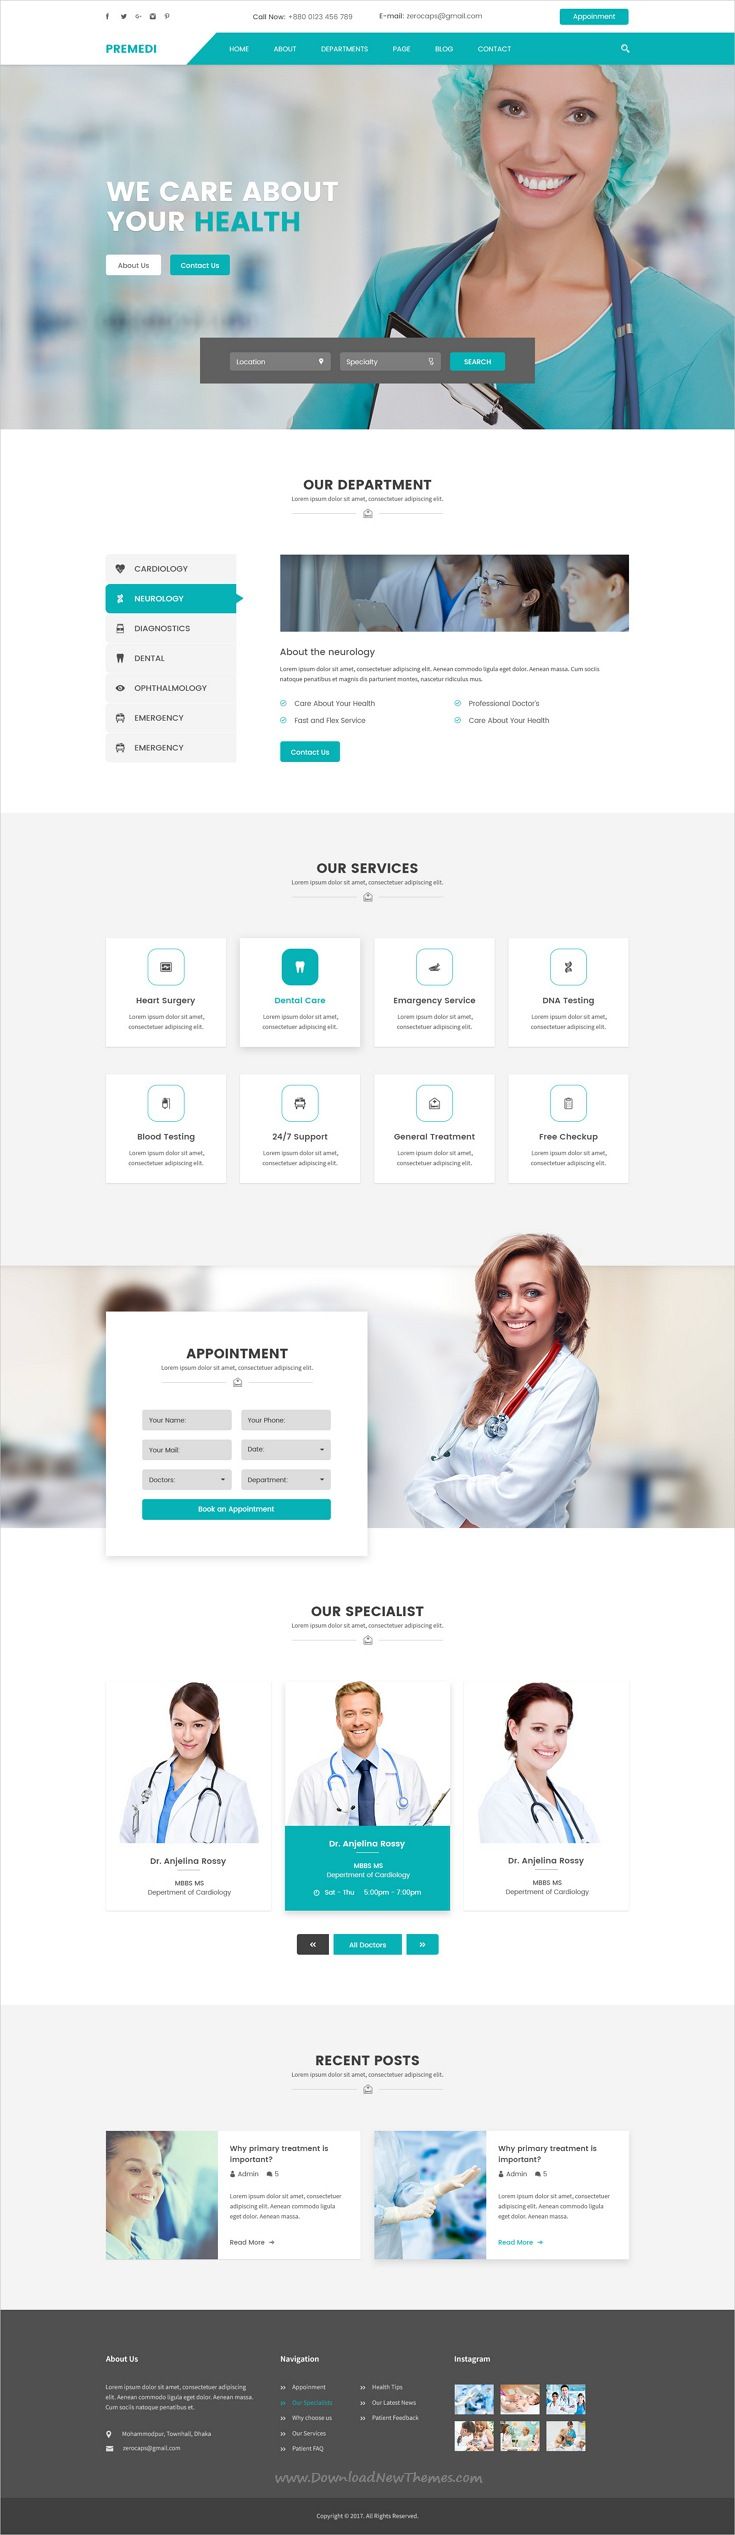 Call Now: +880 0123 456 789
E-mail: zerocaps@gmail.com
Appoinment
PREMEDI
HOME ABOUT DEPARTMENTS PAGE BLOG CONTACT
WE CARE ABOUT
YOUR HEALTH
About Us
Contact Us
Location
Specialty
SEARCH
OUR DEPARTMENT
Lorem ipsum dolor sit amet, consectetuer adipiscing elit.
CARDIOLOGY
NEUROLOGY
DIAGNOSTICS
DENTAL
OPHTHALMOLOGY
EMERGENCY
EMERGENCY
About the neurology
Lorem ipsum dolor sit amet, consectetuer adipiscing elit. Aenean commodo ligula eget dolor. Aenean massa. Cum sociis
natoque penatibus et magnis dis parturient montes, nascetur ridiculus mus.
Care About Your Health
Professional Doctor's
Fast and Flex Service
Care About Your Health
Contact Us
OUR SERVICES
Lorem ipsum dolor sit amet, consectetuer adipiscing elit.
Heart Surgery
Lorem ipsum dolor sit amet,
consectetuer adipiscing elit.
Dental Care
Lorem ipsum dolor sit amet,
consectetuer adipiscing elit.
Emargency Service
Lorem ipsum dolor sit amet,
consectetuer adipiscing elit.
DNA Testing
Lorem ipsum dolor sit amet,
consectetuer adipiscing elit.
Blood Testing
Lorem ipsum dolor sit amet,
consectetuer adipiscing elit.
24/7 Support
Lorem ipsum dolor sit amet,
consectetuer adipiscing elit.
General Treatment
Lorem ipsum dolor sit amet,
consectetuer adipiscing elit.
Free Checkup
Lorem ipsum dolor sit amet,
consectetuer adipiscing elit.
APPOINTMENT
Lorem ipsum dolor sit amet, consectetuer adipiscing elit.
Your Name:
Your Phone:
Your Mail:
Date:
Doctors:
Department:
Book an Appointment
OUR SPECIALIST
Lorem ipsum dolor sit amet, consectetuer adipiscing elit.
Dr. Anjelina Rossy
MBBS MS
Depertment of Cardiology
Dr. Anjelina Rossy
MBBS MS
Depertment of Cardiology
Sat - Thu 5:00pm - 7:00pm
Dr. Anjelina Rossy
MBBS MS
Depertment of Cardiology
«
All Doctors
»
RECENT POSTS
Lorem ipsum dolor sit amet, consectetuer adipiscing elit.
Why primary treatment is
important?
Admin 5
Lorem ipsum dolor sit amet, consectetuer
adipiscing elit. Aenean commodo ligula
eget dolor. Aenean massa.
Read More
Why primary treatment is
important?
Admin 5
Lorem ipsum dolor sit amet, consectetuer
adipiscing elit. Aenean commodo ligula
eget dolor. Aenean massa.
Read More
About Us
Lorem ipsum dolor sit amet, consectetuer adipiscing
elit. Aenean commodo ligula eget dolor. Aenean massa.
Cum sociis natoque penatibus et.
Mohammodpur, Townhall, Dhaka
zerocaps@gmail.com
Navigation
Appoinment
Our Specialists
Why choose us
Our Services
Patient FAQ
Health Tips
Our Latest News
Patient Feedback
Instagram
www.DownloadNewThemes.com
Copyright © 2017. All Rights Reserved.